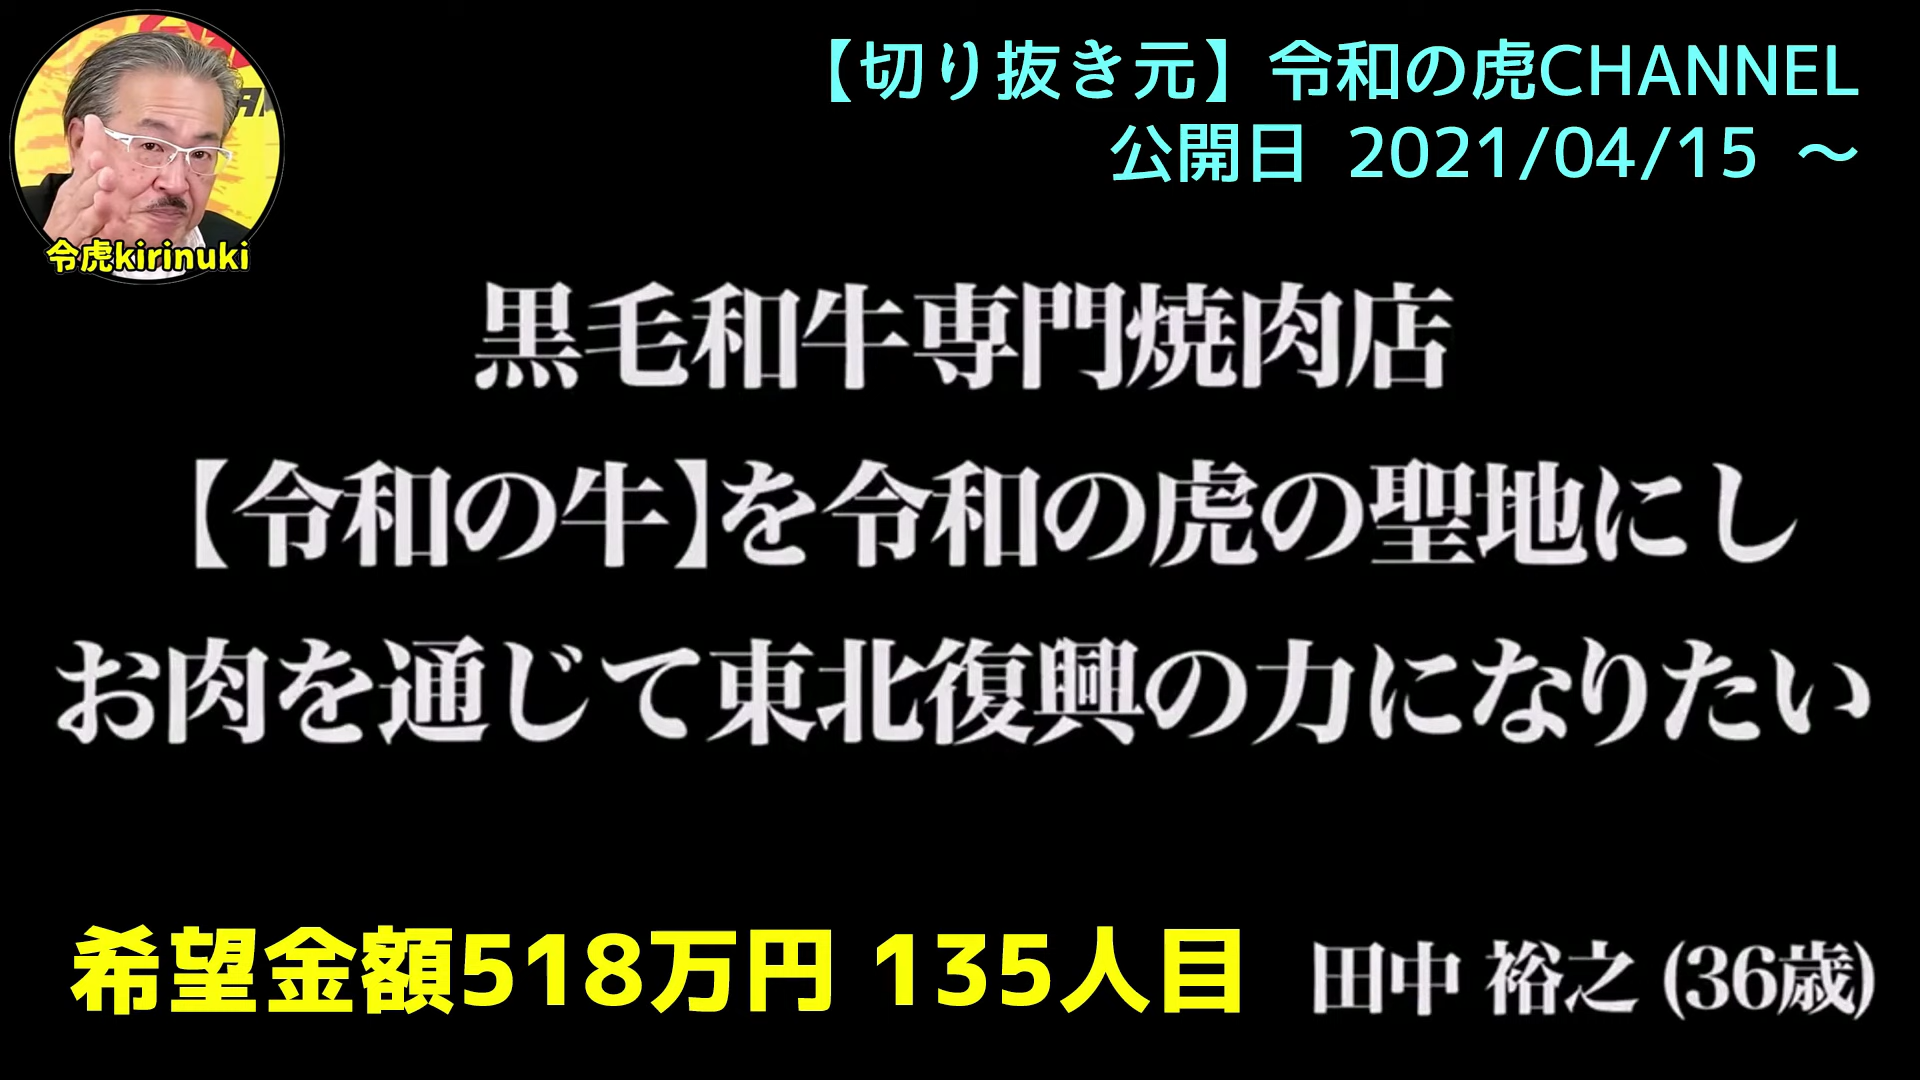 【切り抜き元】令和の虎CHANNEL
公開日 2021/04/15 ～
令虎kirinuki
黒毛和牛専門焼肉店
【令和の牛】を令和の虎の聖地にし
お肉を通じて東北復興の力になりたい
希望金額518万円 135人目 田中 裕之 (36歳)